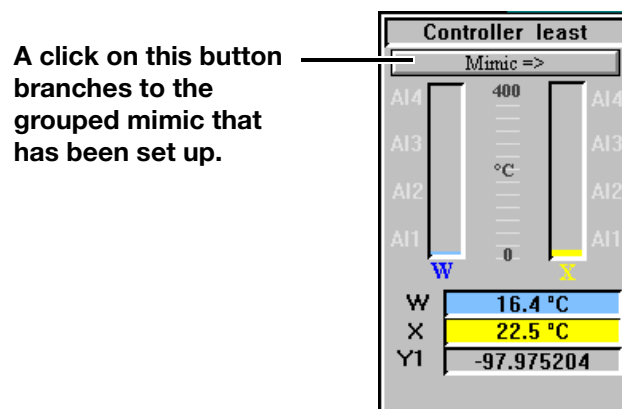 A click on this button
branches to the
grouped mimic that
has been set up.
Controller least
Mimic =>
AI4 400 AI4
AI3 AI3
°C
AI2 AI2
AI1 AI1
0
W X
W 16.4 °C
X 22.5 °C
Y1 -97.975204